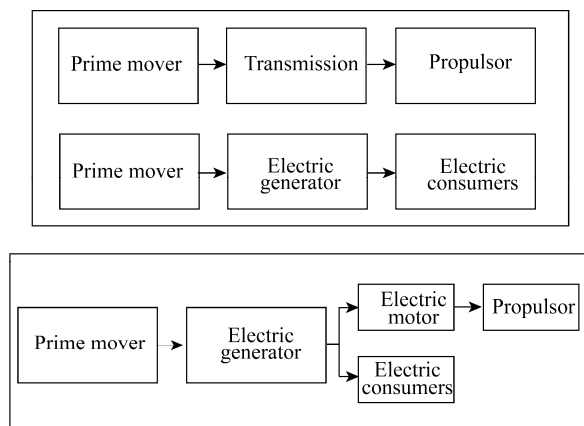 Prime mover
Transmission
Propulsor
Prime mover
Electric
generator
Electric
consumers
Prime mover
Electric
generator
Electric
motor
Propulsor
Electric
consumers